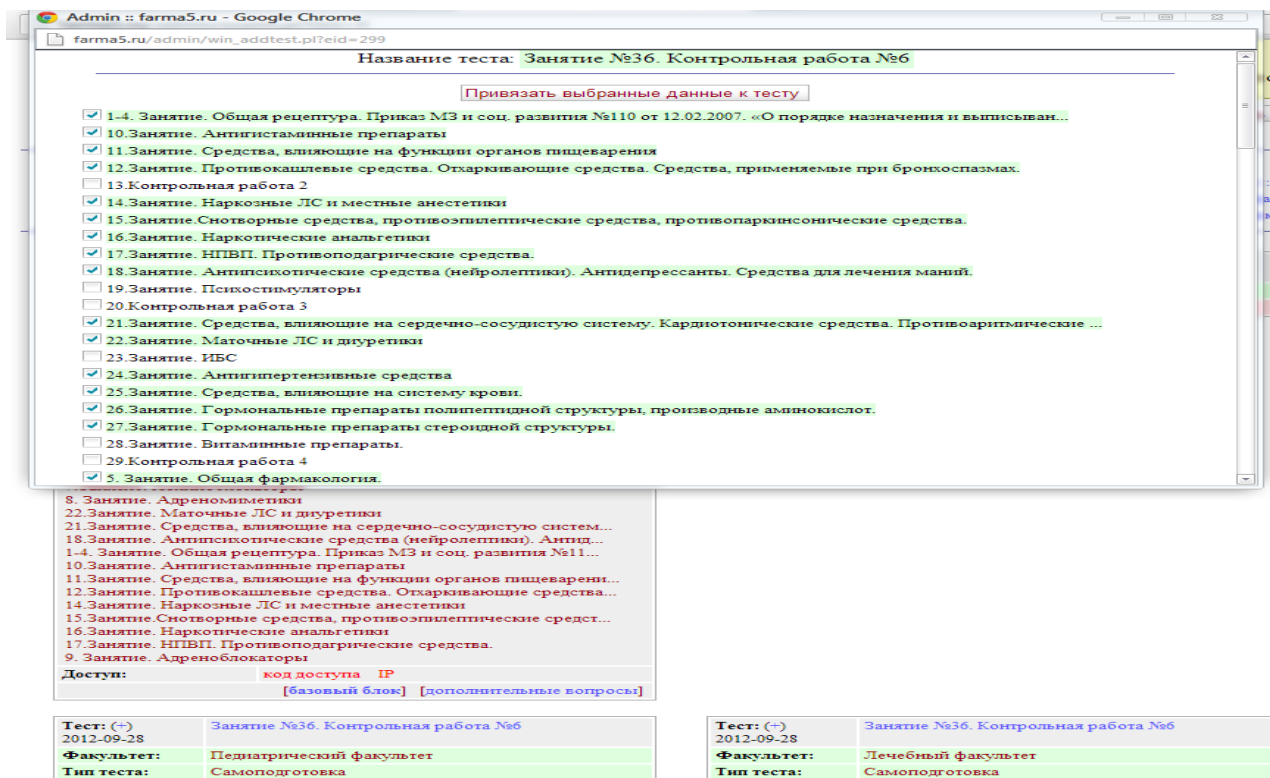 Admin :: farma5.ru - Google Chrome
farma5.ru/admin/win_addtest.pl?eid=299
Название теста: Занятие №36. Контрольная работа №6
Привязать выбранные данные к тесту
1-4. Занятие. Общая рецептура. Приказ МЗ и соц. развития №110 от 12.02.2007. «О порядке назначения и выписыван...
10.Занятие. Антигистаминные препараты
11.Занятие. Средства, влияющие на функции органов пищеварения
12.Занятие. Противокашлевые средства. Отхаркивающие средства. Средства, применяемые при бронхоспазмах.
13.Контрольная работа 2
14.Занятие. Наркозные ЛС и местные анестетики
15.Занятие.Снотворные средства, противоэпилептические средства, противопаркинсонические средства.
16.Занятие. Наркотические анальгетики
17.Занятие. НПВП. Противоподагрические средства.
18.Занятие. Антипсихотические средства (нейролептики). Антидепрессанты. Средства для лечения маний.
19.Занятие. Психостимуляторы
20.Контрольная работа 3
21.Занятие. Средства, влияющие на сердечно-сосудистую систему. Кардиотонические средства. Противоаритмические ...
22.Занятие. Маточные ЛС и диуретики
23.Занятие. ИБС
24.Занятие. Антигипертензивные средства
25.Занятие. Средства, влияющие на систему крови.
26.Занятие. Гормональные препараты полипептидной структуры, производные аминокислот.
27.Занятие. Гормональные препараты стероидной структуры.
28.Занятие. Витаминные препараты.
29.Контрольная работа 4
5. Занятие. Общая фармакология.
8. Занятие. Адреномиметики
22.Занятие. Маточные ЛС и диуретики
21.Занятие. Средства, влияющие на сердечно-сосудистую систем...
18.Занятие. Антипсихотические средства (нейролептики). Антид...
1-4. Занятие. Общая рецептура. Приказ МЗ и соц. развития №11...
10.Занятие. Антигистаминные препараты
11.Занятие. Средства, влияющие на функции органов пищеварени...
12.Занятие. Противокашлевые средства. Отхаркивающие средства...
14.Занятие. Наркозные ЛС и местные анестетики
15.Занятие.Снотворные средства, противоэпилептические средст...
16.Занятие. Наркотические анальгетики
17.Занятие. НПВП. Противоподагрические средства.
9. Занятие. Адреноблокаторы
Доступ: код доступа IP
[базовый блок] [дополнительные вопросы]
Тест: (+) Занятие №36. Контрольная работа №6
2012-09-28
Факультет: Педиатрический факультет
Тип теста: Самоподготовка
Тест: (+) Занятие №36. Контрольная работа №6
2012-09-28
Факультет: Лечебный факультет
Тип теста: Самоподготовка